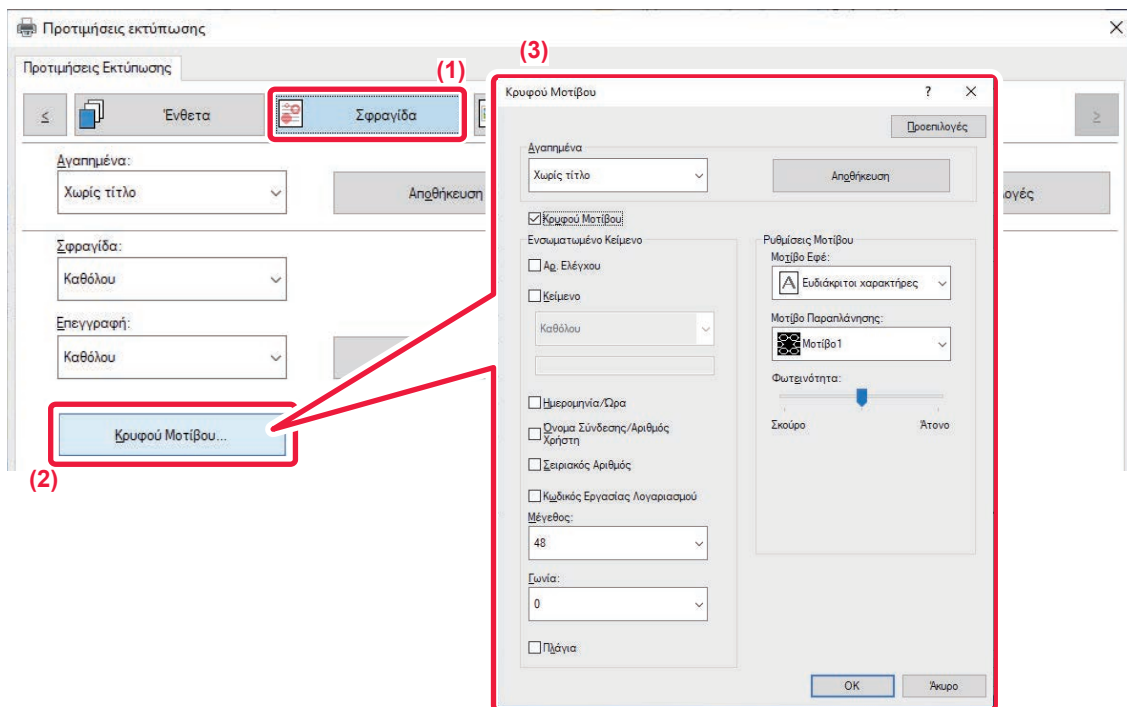 Προτιμήσεις εκτύπωσης
Προτιμήσεις Εκτύπωσης
(1)
Ένθετα
Σφραγίδα
Αγαπημένα:
Χωρίς τίτλο
Αποθήκευση
ογές
Σφραγίδα:
Καθόλου
Επεγγραφή:
Καθόλου
Κρυφού Μοτίβου...
(2)
(3)
Κρυφού Μοτίβου
Προεπιλογές
Αγαπημένα
Χωρίς τίτλο
Αποθήκευση
Κρυφού Μοτίβου
Ενσωματωμένο Κείμενο
Αρ. Ελέγχου
Κείμενο
Καθόλου
Ημερομηνία/Ώρα
Όνομα Σύνδεσης/Αριθμός
Χρήστη
Σειριακός Αριθμός
Κωδικός Εργασίας Λογαριασμού
Μέγεθος:
48
Γωνία:
0
Πλάγια
Ρυθμίσεις Μοτίβου
Μοτίβο Εφέ:
A Ευδιάκριτοι χαρακτήρες
Μοτίβο Παραπλάνησης:
Μοτίβο1
Φωτεινότητα:
Σκούρο Άτονο
OK Άκυρο